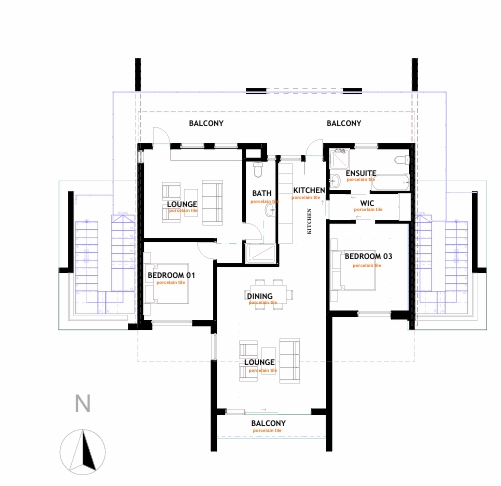 BALCONY
BALCONY
ENSUITE
porcelain tile
BATH
porcelain tile
KITCHEN
porcelain tile
LOUNGE
porcelain tile
WIC
porcelain tile
KITCHEN
BEDROOM 03
porcelain tile
BEDROOM 01
porcelain tile
DINING
porcelain tile
LOUNGE
porcelain tile
N
BALCONY
porcelain tile